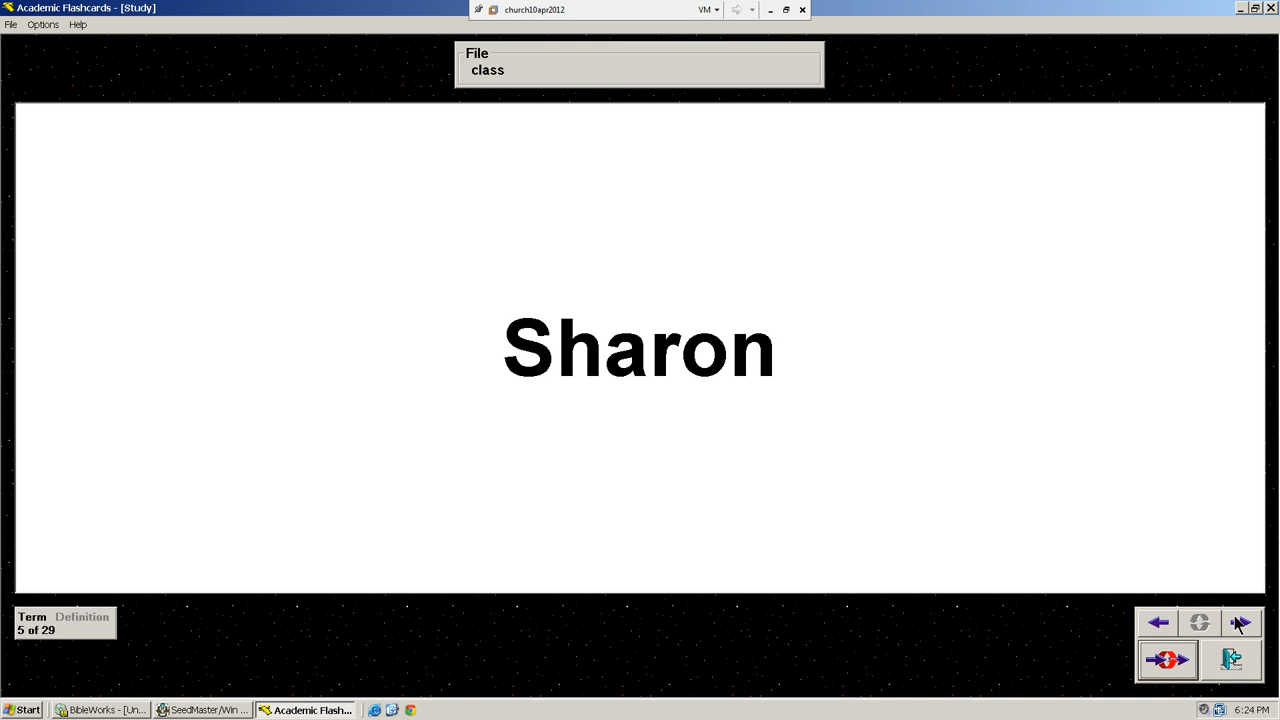 Academic Flashcards - [Study]
church10apr2012
VM
File Options Help
File
class
Sharon
Term Definition
5 of 29
Start
BibleWorks - [Un...
SeedMaster/Win ...
Academic Flash...
6:24 PM